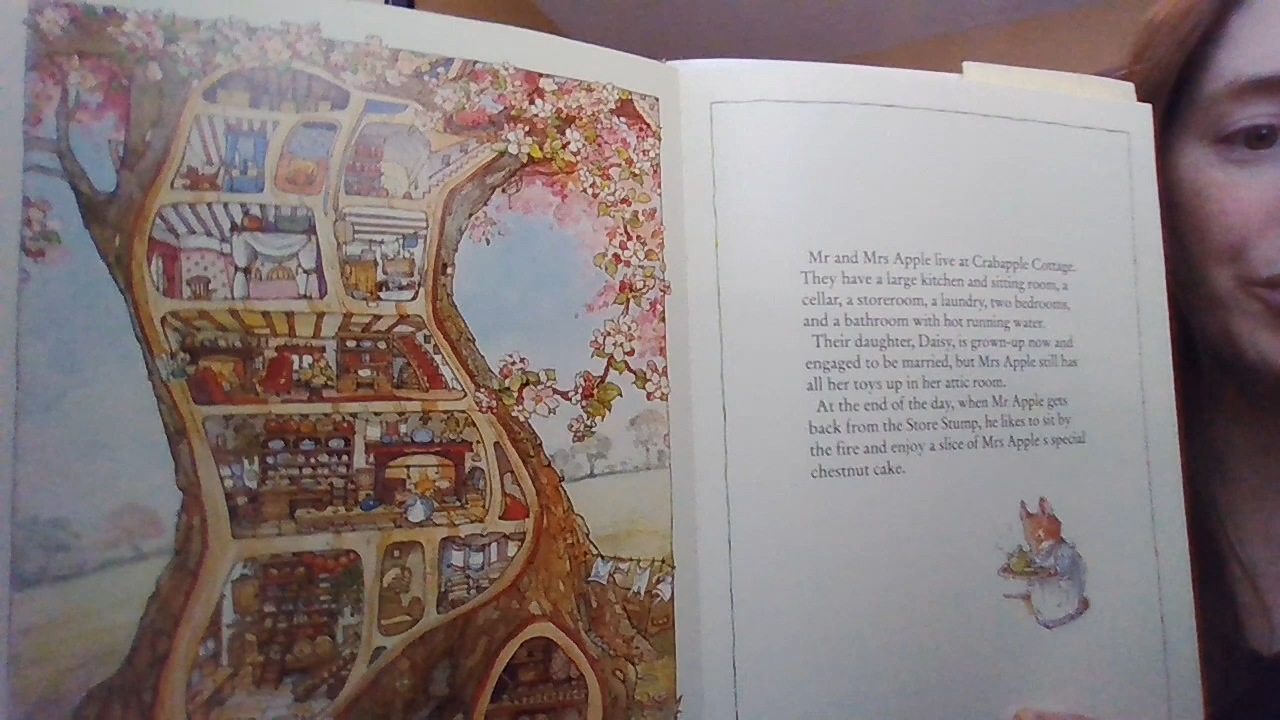 Mr and Mrs Apple live at Crabapple Cottage.
They have a large kitchen and sitting room, a
cellar, a storeroom, a laundry, two bedrooms,
and a bathroom with hot running water.
Their daughter, Daisy, is grown-up now and
engaged to be married, but Mrs Apple still has
all her toys up in her attic room.
At the end of the day, when Mr Apple gets
back from the Store Stump, he likes to sit by
the fire and enjoy a slice of Mrs Apple's special
chestnut cake.